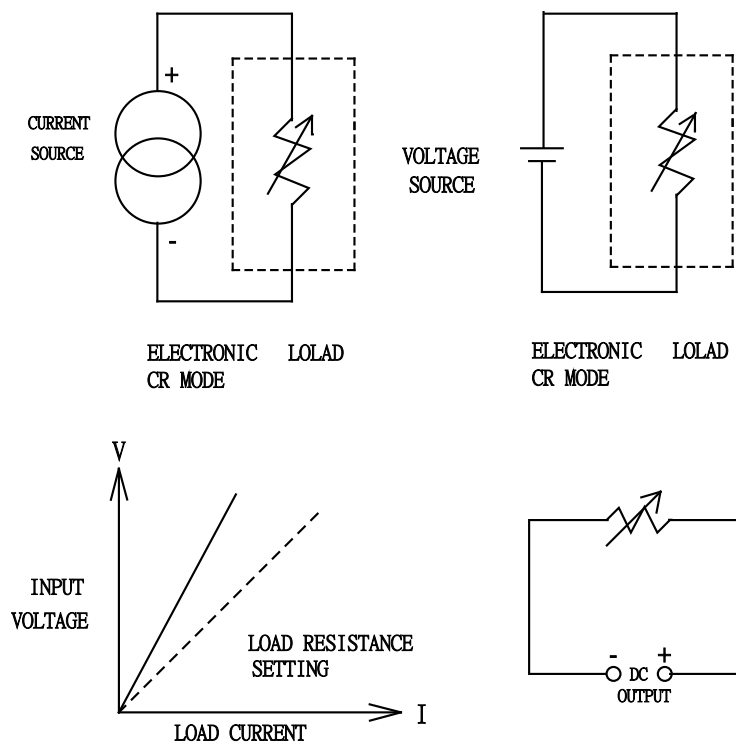 +
CURRENT
SOURCE
-
ELECTRONIC LOLAD
CR MODE
VOLTAGE
SOURCE
ELECTRONIC LOLAD
CR MODE
V
INPUT
VOLTAGE
LOAD RESISTANCE
SETTING
I
LOAD CURRENT
- +
DC
OUTPUT